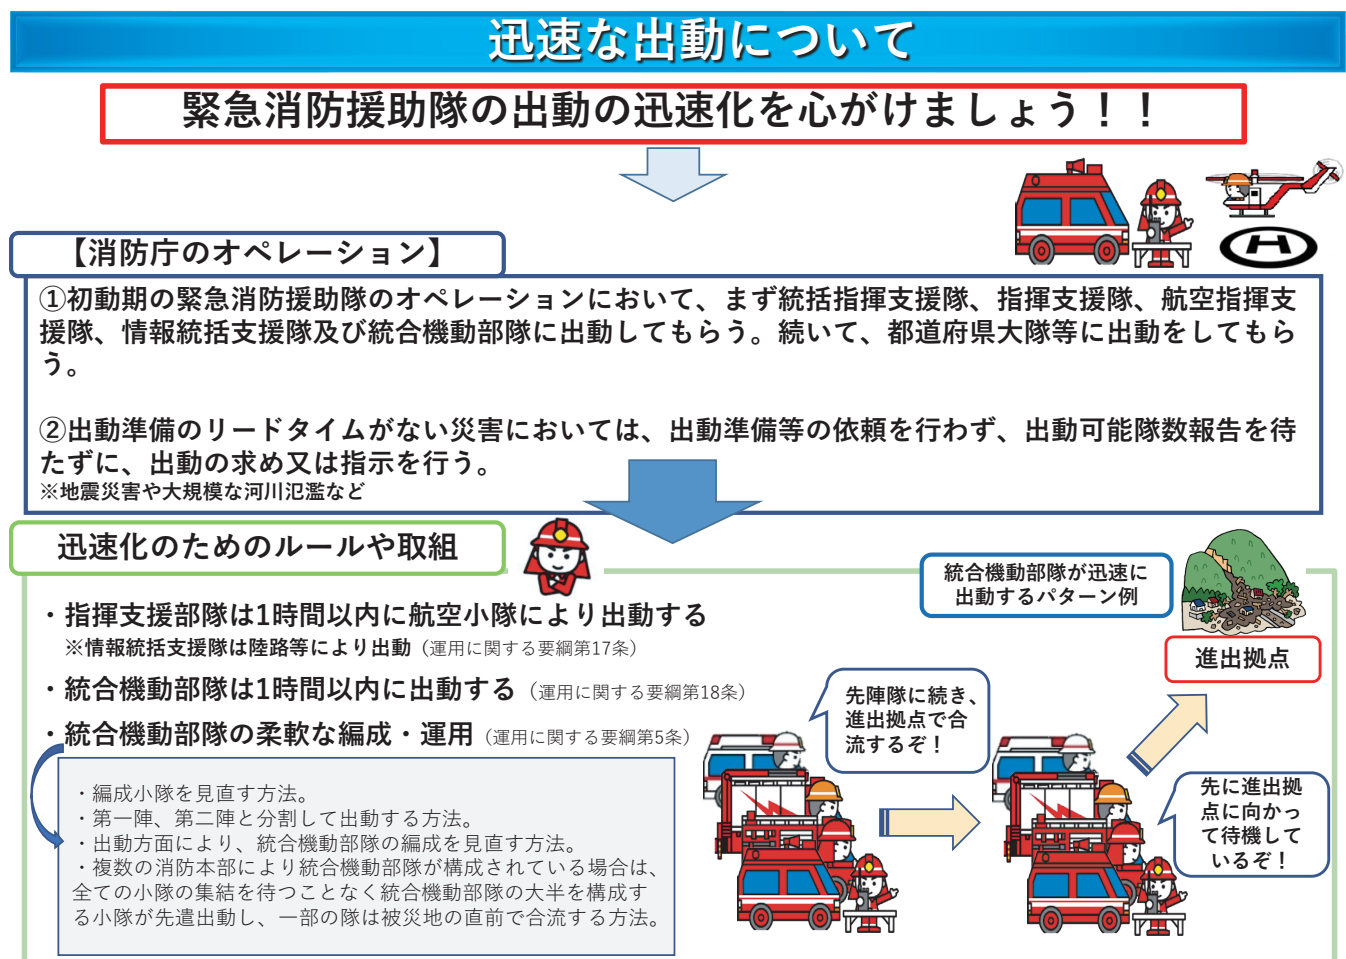 迅速な出動について
緊急消防援助隊の出動の迅速化を心がけましょう！！
【消防庁のオペレーション】
①初動期の緊急消防援助隊のオペレーションにおいて、まず統括指揮支援隊、指揮支援隊、航空指揮支
援隊、情報統括支援隊及び統合機動部隊に出動してもらう。続いて、都道府県大隊等に出動をしてもら
う。
②出動準備のリードタイムがない災害においては、出動準備等の依頼を行わず、出動可能隊数報告を待
たずに、出動の求め又は指示を行う。
※地震災害や大規模な河川氾濫など
迅速化のためのルールや取組
・指揮支援部隊は1時間以内に航空小隊により出動する
※情報統括支援隊は陸路等により出動（運用に関する要綱第17条）
・統合機動部隊は1時間以内に出動する（運用に関する要綱第18条）
・統合機動部隊の柔軟な編成・運用（運用に関する要綱第5条）
・編成小隊を見直す方法。
・第一陣、第二陣と分割して出動する方法。
・出動方面により、統合機動部隊の編成を見直す方法。
・複数の消防本部により統合機動部隊が構成されている場合は、
全ての小隊の集結を待つことなく統合機動部隊の大半を構成す
る小隊が先遣出動し、一部の隊は被災地の直前で合流する方法。
統合機動部隊が迅速に
出動するパターン例
進出拠点
先陣隊に続き、
進出拠点で合
流するぞ！
先に進出拠
点に向かっ
て待機して
いるぞ！
H